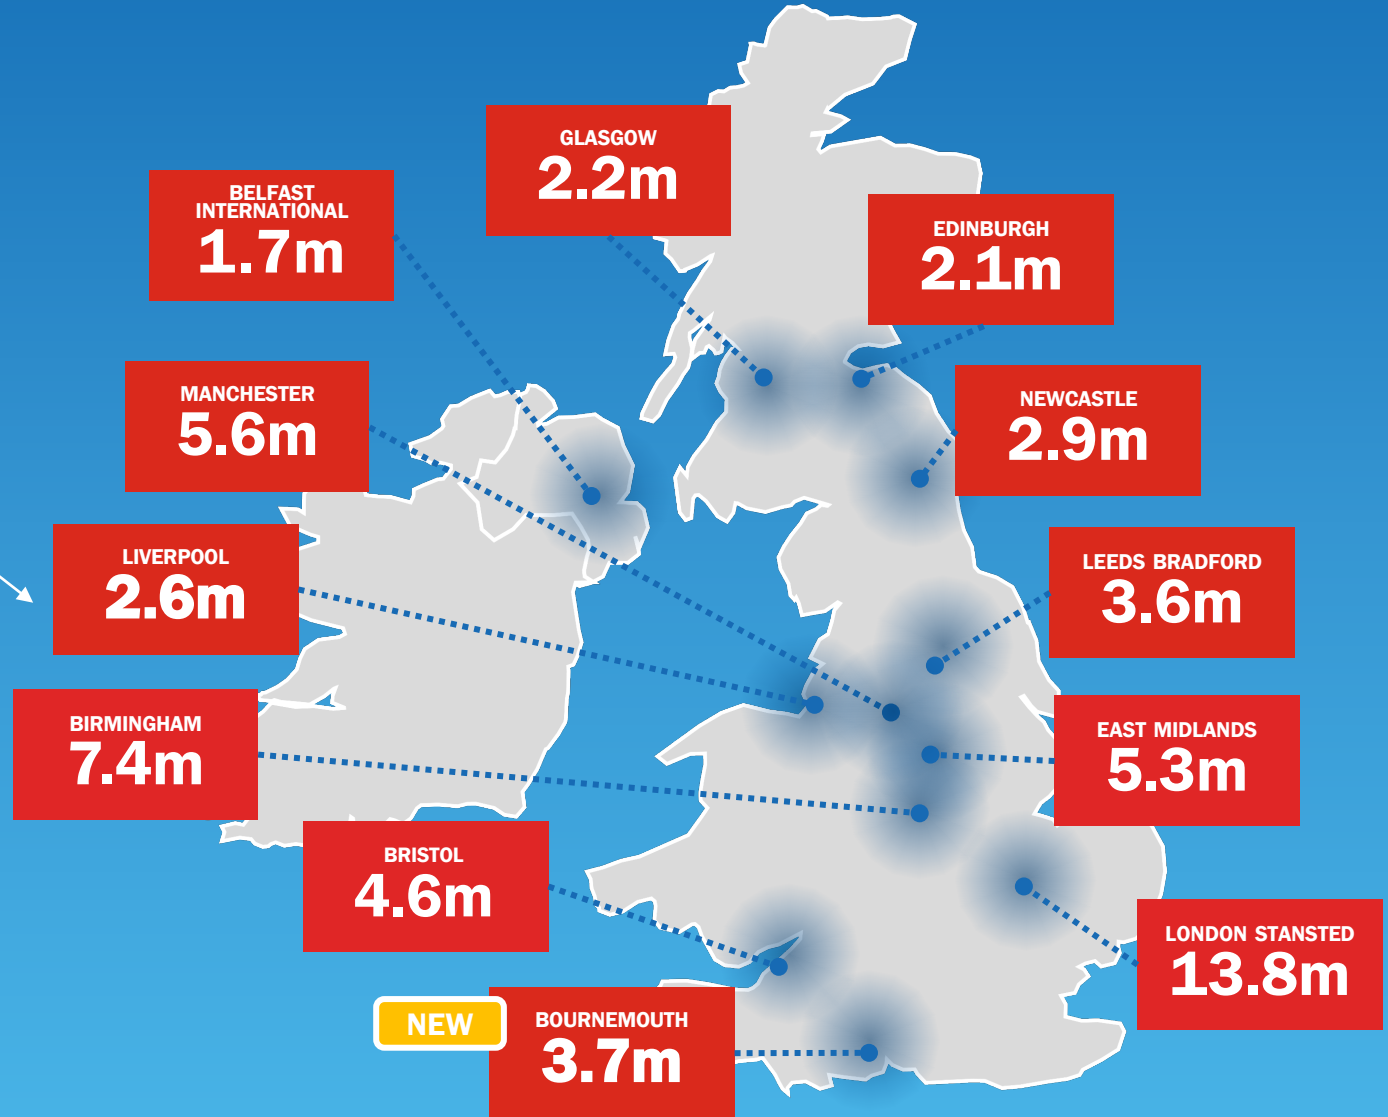 GLASGOW
2.2m
BELFAST
INTERNATIONAL
1.7m
EDINBURGH
2.1m
MANCHESTER
5.6m
NEWCASTLE
2.9m
LIVERPOOL
2.6m
LEEDS BRADFORD
3.6m
BIRMINGHAM
7.4m
EAST MIDLANDS
5.3m
BRISTOL
4.6m
LONDON STANSTED
13.8m
NEW
BOURNEMOUTH
3.7m